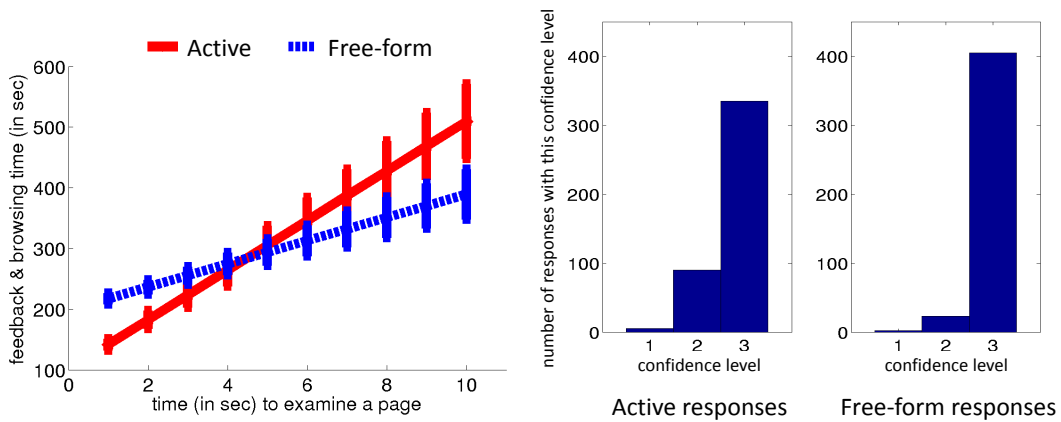 Active Free-form
feedback & browsing time (in sec)
600
500
400
300
200
100
0 2 4 6 8 10
time (in sec) to examine a page
number of responses with this confidence level
400
300
200
100
0
1 2 3
confidence level
Active responses
400
300
200
100
0
1 2 3
confidence level
Free-form responses